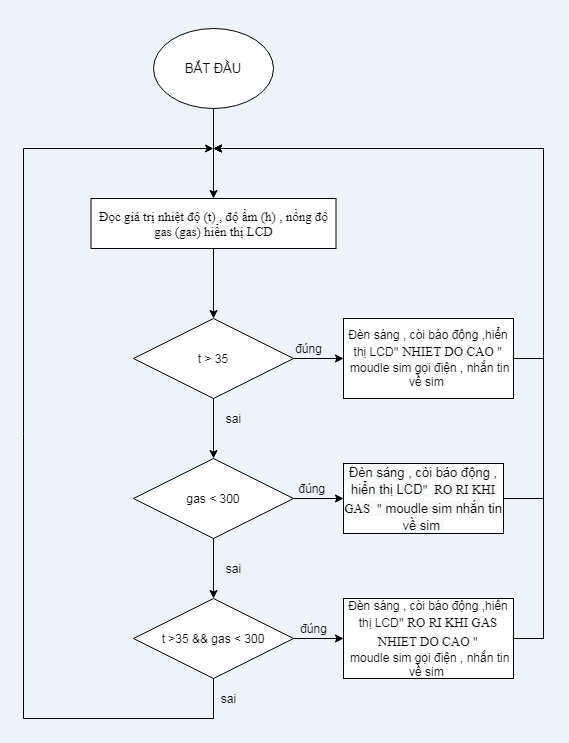 BẮT ĐẦU
Đọc giá trị nhiệt độ (t) , độ ẩm (h) , nồng độ
gas (gas) hiển thị LCD
t > 35
đúng
Đèn sáng , còi báo động ,hiển
thị LCD" NHIET DO CAO "
moudle sim gọi điện , nhắn tin
về sim
sai
gas < 300
đúng
Đèn sáng , còi báo động ,
hiển thị LCD" RO RI KHI
GAS " moudle sim nhắn tin
về sim
sai
t >35 && gas < 300
đúng
Đèn sáng , còi báo động ,hiển
thị LCD" RO RI KHI GAS
NHIET DO CAO "
moudle sim gọi điện , nhắn tin
về sim
sai